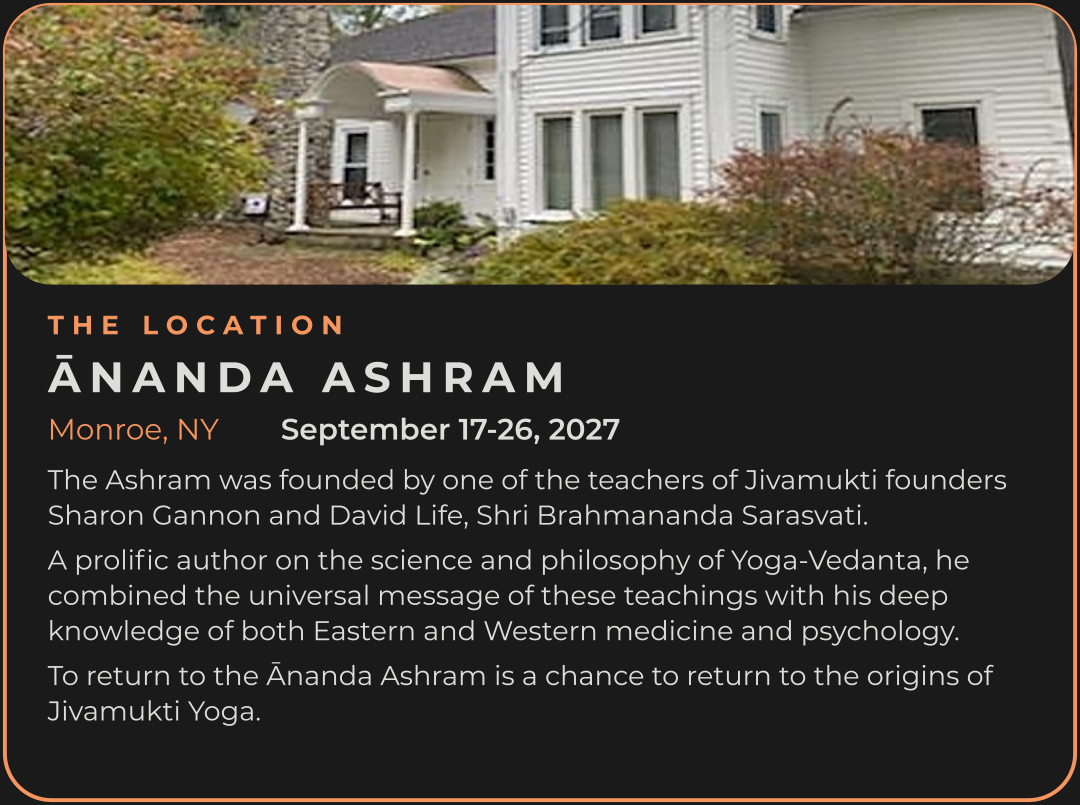 THE LOCATION
ĀNANDA ASHRAM
Monroe, NY September 17-26, 2027
The Ashram was founded by one of the teachers of Jivamukti founders
Sharon Gannon and David Life, Shri Brahmananda Sarasvati.
A prolific author on the science and philosophy of Yoga-Vedanta, he
combined the universal message of these teachings with his deep
knowledge of both Eastern and Western medicine and psychology.
To return to the Ānanda Ashram is a chance to return to the origins of
Jivamukti Yoga.